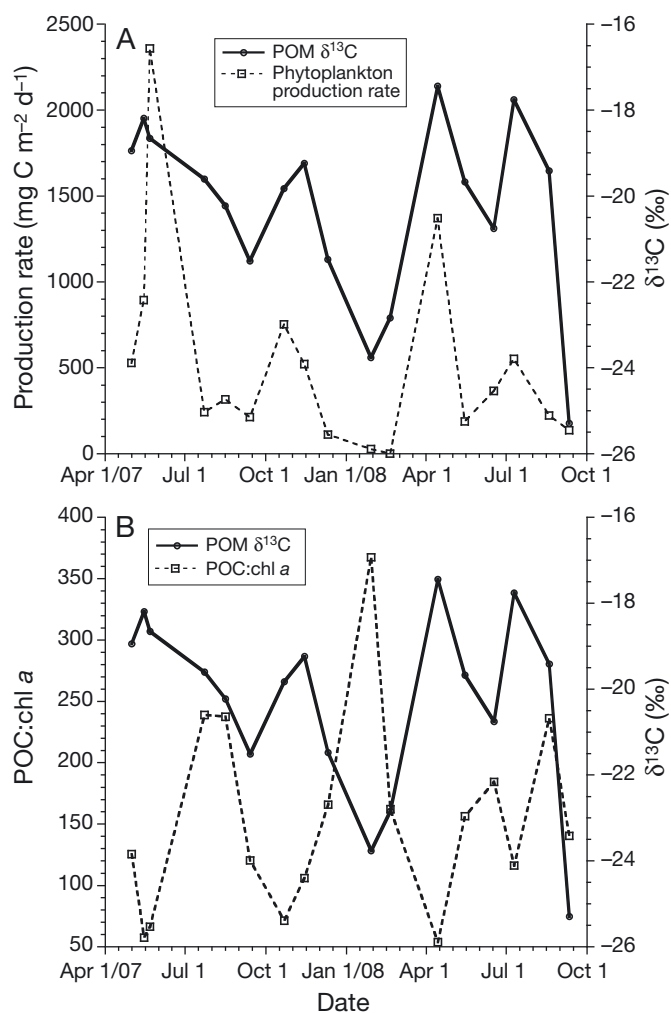 A
POM δ¹³C
Phytoplankton
production rate
Production rate (mg C m⁻² d⁻¹)
2500
2000
1500
1000
500
0
δ¹³C (‰)
−16
−18
−20
−22
−24
−26
Apr 1/07 Jul 1 Oct 1 Jan 1/08 Apr 1 Jul 1 Oct 1
B
POM δ¹³C
POC:chl a
POC:chl a
400
350
300
250
200
150
100
50
δ¹³C (‰)
−16
−18
−20
−22
−24
−26
Apr 1/07 Jul 1 Oct 1 Jan 1/08 Apr 1 Jul 1 Oct 1
Date